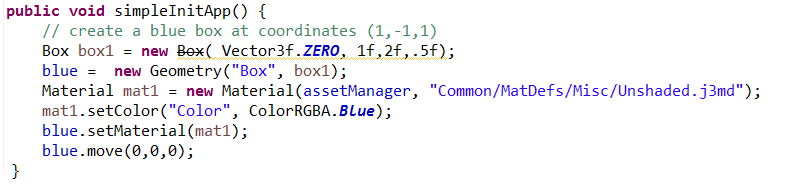 public void simpleInitApp() {
// create a blue box at coordinates (1,-1,1)
Box box1 = new Box( Vector3f.ZERO, 1f,2f,.5f);
blue =  new Geometry("Box", box1);
Material mat1 = new Material(assetManager, "Common/MatDefs/Misc/Unshaded.j3md");
mat1.setColor("Color", ColorRGBA.Blue);
blue.setMaterial(mat1);
blue.move(0,0,0);
}